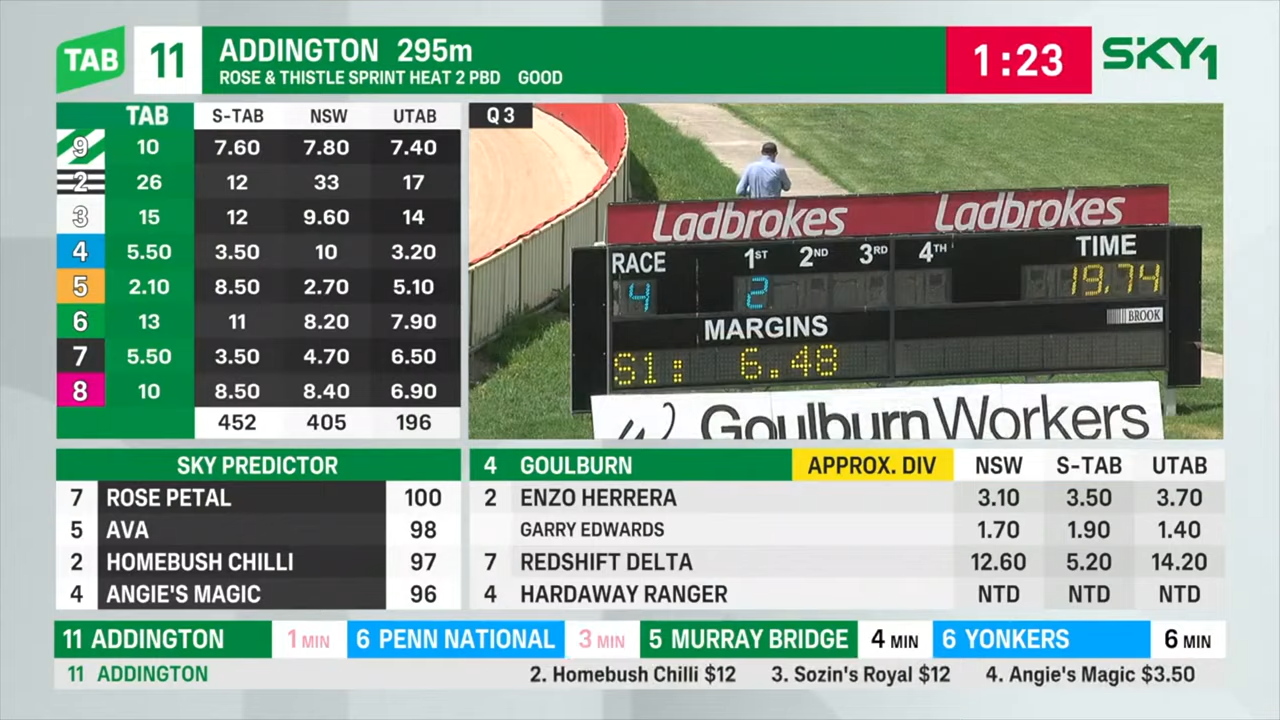 TAB 11 ADDINGTON 295m 1:23 SKY1
ROSE & THISTLE SPRINT HEAT 2 PBD GOOD
TAB S-TAB NSW UTAB
9 10 7.60 7.80 7.40
2 26 12 33 17
3 15 12 9.60 14
4 5.50 3.50 10 3.20
5 2.10 8.50 2.70 5.10
6 13 11 8.20 7.90
7 5.50 3.50 4.70 6.50
8 10 8.50 8.40 6.90
452 405 196
Q 3
Ladbrokes Ladbrokes
RACE 1ST 2ND 3RD 4TH TIME
4 2 19.74
MARGINS BROOK
S1: 6.48
Goulburn Workers
SKY PREDICTOR
7 ROSE PETAL 100
5 AVA 98
2 HOMEBUSH CHILLI 97
4 ANGIE'S MAGIC 96
4 GOULBURN APPROX. DIV NSW S-TAB UTAB
2 ENZO HERRERA 3.10 3.50 3.70
GARRY EDWARDS 1.70 1.90 1.40
7 REDSHIFT DELTA 12.60 5.20 14.20
4 HARDAWAY RANGER NTD NTD NTD
11 ADDINGTON 1 MIN 6 PENN NATIONAL 3 MIN 5 MURRAY BRIDGE 4 MIN 6 YONKERS 6 MIN
11 ADDINGTON 2. Homebush Chilli $12 3. Sozin's Royal $12 4. Angie's Magic $3.50